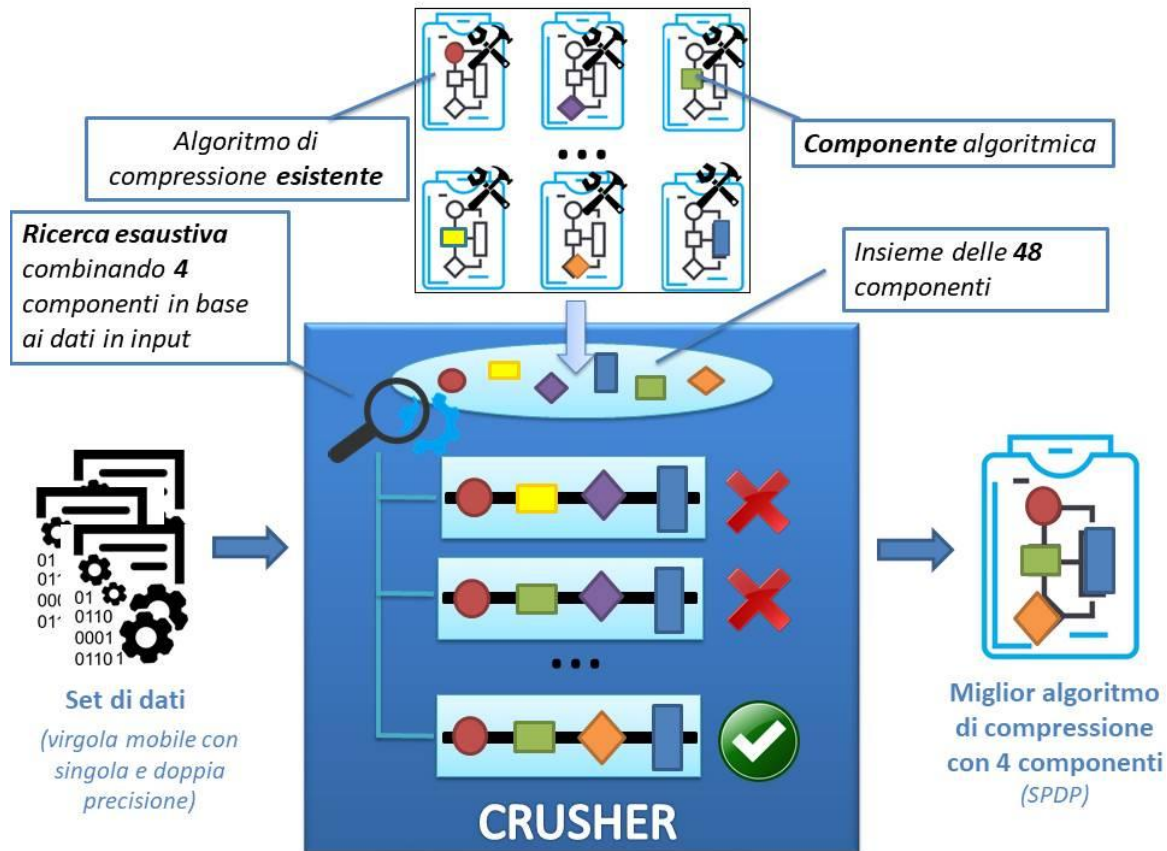 Algoritmo di
compressione esistente
Componente algoritmica
Ricerca esaustiva
combinando 4
componenti in base
ai dati in input
Insieme delle 48
componenti
01
01
000
01
01
0110
0001
0110 1
Set di dati
(virgola mobile con
singola e doppia
precisione)
CRUSHER
Miglior algoritmo
di compressione
con 4 componenti
(SPDP)